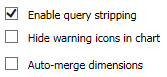 Enable query stripping
Hide warning icons in chart
Auto-merge dimensions